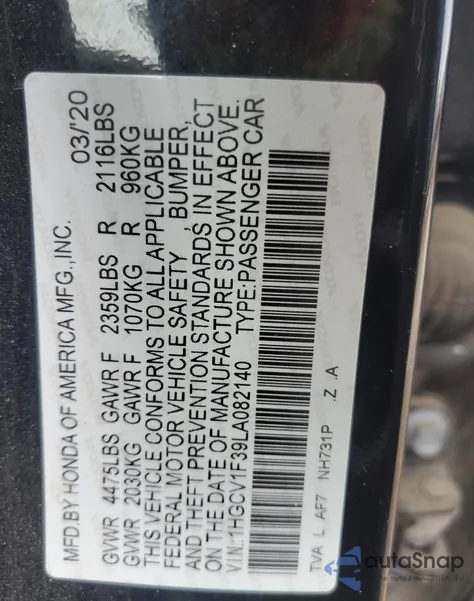 MFD.BY HONDA OF AMERICA MFG.,INC. 03/'20
GVWR 4475LBS GAWR F 2359LBS R 2116LBS
GVWR 2030KG GAWR F 1070KG R 960KG
THIS VEHICLE CONFORMS TO ALL APPLICABLE
FEDERAL MOTOR VEHICLE SAFETY, BUMPER,
AND THEFT PREVENTION STANDARDS IN EFFECT
ON THE DATE OF MANUFACTURE SHOWN ABOVE.
V.I.N.:1HGCV1F39LA082140 TYPE:PASSENGER CAR
TVA L AF7 NH731P .Z .A
autoSnap